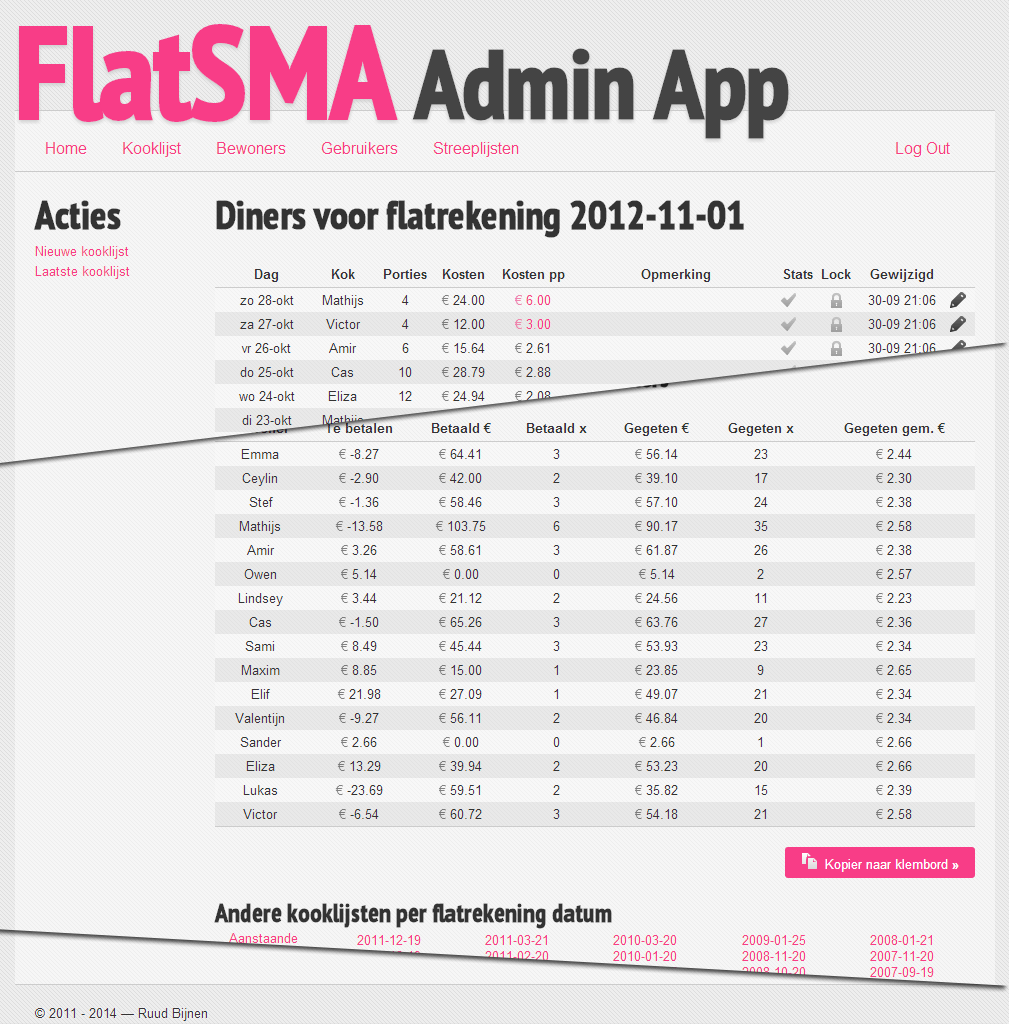 FlatSMA Admin App
Home Kooklijst Bewoners Gebruikers Streeplijsten Log Out
Acties
Nieuwe kooklijst
Laatste kooklijst
Diners voor flatrekening 2012-11-01
Dag Kok Porties Kosten Kosten pp Opmerking Stats Lock Gewijzigd
zo 28-okt Mathijs 4 € 24.00 € 6.00 30-09 21:06
za 27-okt Victor 4 € 12.00 € 3.00 30-09 21:06
vr 26-okt Amir 6 € 15.64 € 2.61 30-09 21:06
do 25-okt Cas 10 € 28.79 € 2.88
wo 24-okt Eliza 12 € 24.94 € 2.08
di 23-okt Mathijs
Te betalen Betaald € Betaald x Gegeten € Gegeten x Gegeten gem. €
Emma € -8.27 € 64.41 3 € 56.14 23 € 2.44
Ceylin € -2.90 € 42.00 2 € 39.10 17 € 2.30
Stef € -1.36 € 58.46 3 € 57.10 24 € 2.38
Mathijs € -13.58 € 103.75 6 € 90.17 35 € 2.58
Amir € 3.26 € 58.61 3 € 61.87 26 € 2.38
Owen € 5.14 € 0.00 0 € 5.14 2 € 2.57
Lindsey € 3.44 € 21.12 2 € 24.56 11 € 2.23
Cas € -1.50 € 65.26 3 € 63.76 27 € 2.36
Sami € 8.49 € 45.44 3 € 53.93 23 € 2.34
Maxim € 8.85 € 15.00 1 € 23.85 9 € 2.65
Elif € 21.98 € 27.09 1 € 49.07 21 € 2.34
Valentijn € -9.27 € 56.11 2 € 46.84 20 € 2.34
Sander € 2.66 € 0.00 0 € 2.66 1 € 2.66
Eliza € 13.29 € 39.94 2 € 53.23 20 € 2.66
Lukas € -23.69 € 59.51 2 € 35.82 15 € 2.39
Victor € -6.54 € 60.72 3 € 54.18 21 € 2.58
Kopier naar klembord »
Andere kooklijsten per flatrekening datum
Aanstaande 2011-12-19 2011-03-21 2010-03-20 2009-01-25 2008-01-21
2011-02-20 2010-01-20 2008-11-20 2007-11-20
2008-10-20 2007-09-19
© 2011 - 2014 — Ruud Bijnen